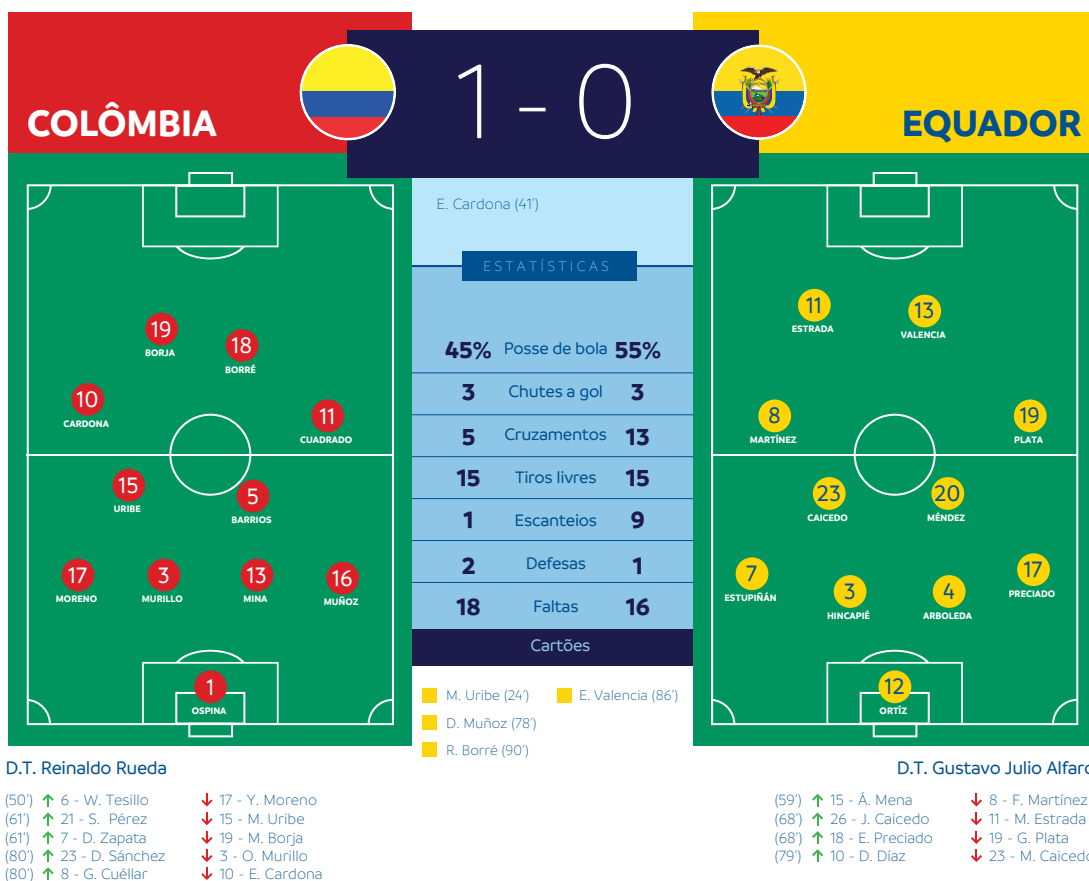 COLÔMBIA
1 - 0
EQUADOR
E. Cardona (41')
ESTATÍSTICAS
45% Posse de bola 55%
3 Chutes a gol 3
5 Cruzamentos 13
15 Tiros livres 15
1 Escanteios 9
2 Defesas 1
18 Faltas 16
Cartões
M. Uribe (24') E. Valencia (86')
D. Muñoz (78')
R. Borré (90')
19
BORJA
18
BORRÉ
10
CARDONA
11
CUADRADO
15
URIBE
5
BARRIOS
17
MORENO
3
MURILLO
13
MINA
16
MUÑOZ
1
OSPINA
11
ESTRADA
13
VALENCIA
8
MARTÍNEZ
19
PLATA
23
CAICEDO
20
MÉNDEZ
7
ESTUPIÑÁN
3
HINCAPIÉ
4
ARBOLEDA
17
PRECIADO
12
ORTÍZ
D.T. Reinaldo Rueda
(50') 6 - W. Tesillo 17 - Y. Moreno
(61') 21 - S. Pérez 15 - M. Uribe
(61') 7 - D. Zapata 19 - M. Borja
(80') 23 - D. Sánchez 3 - O. Murillo
(80') 8 - G. Cuéllar 10 - E. Cardona
D.T. Gustavo Julio Alfaro
(59') 15 - Á. Mena 8 - F. Martínez
(68') 26 - J. Caicedo 11 - M. Estrada
(68') 18 - E. Preciado 19 - G. Plata
(79') 10 - D. Díaz 23 - M. Caicedo